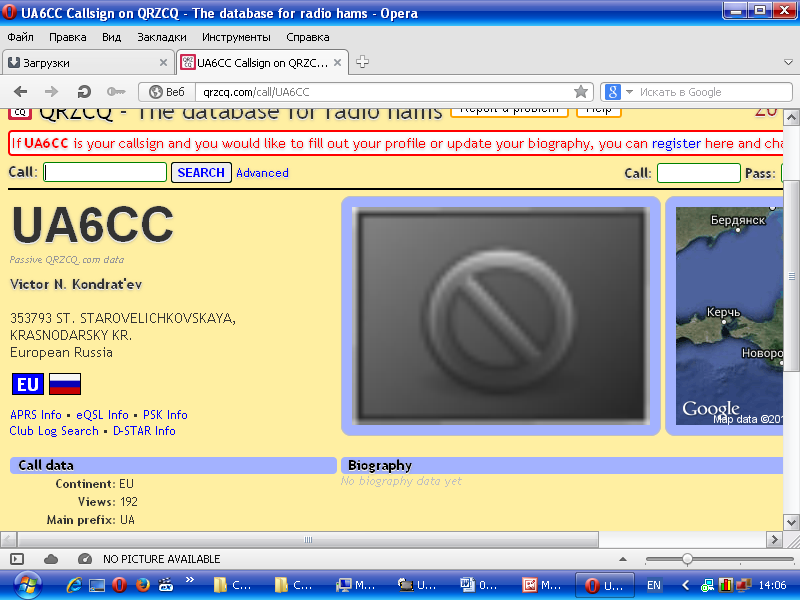 UA6CC Callsign on QRZCQ - The database for radio hams - Opera
Файл Правка Вид Закладки Инструменты Справка
Загрузки
QRZ CQ UA6CC Callsign on QRZC...
Веб qrzcq.com/call/UA6CC
Искать в Google
CQ QRZCQ - The database for radio hams Report a problem Help 20
If UA6CC is your callsign and you would like to fill out your profile or update your biography, you can register here and cha
Call: SEARCH Advanced Call: Pass:
UA6CC
Passive QRZCQ.com data
Victor N. Kondrat'ev
353793 ST. STAROVELICHKOVSKAYA,
KRASNODARSKY KR.
European Russia
EU
APRS Info • eQSL Info • PSK Info
Club Log Search • D-STAR Info
Бердянск
Керчь
Новоро
Google
Map data ©201
Call data
Continent: EU
Views: 192
Main prefix: UA
Biography
No biography data yet
NO PICTURE AVAILABLE
С... С... М... U... 0... М... U... EN 14:06